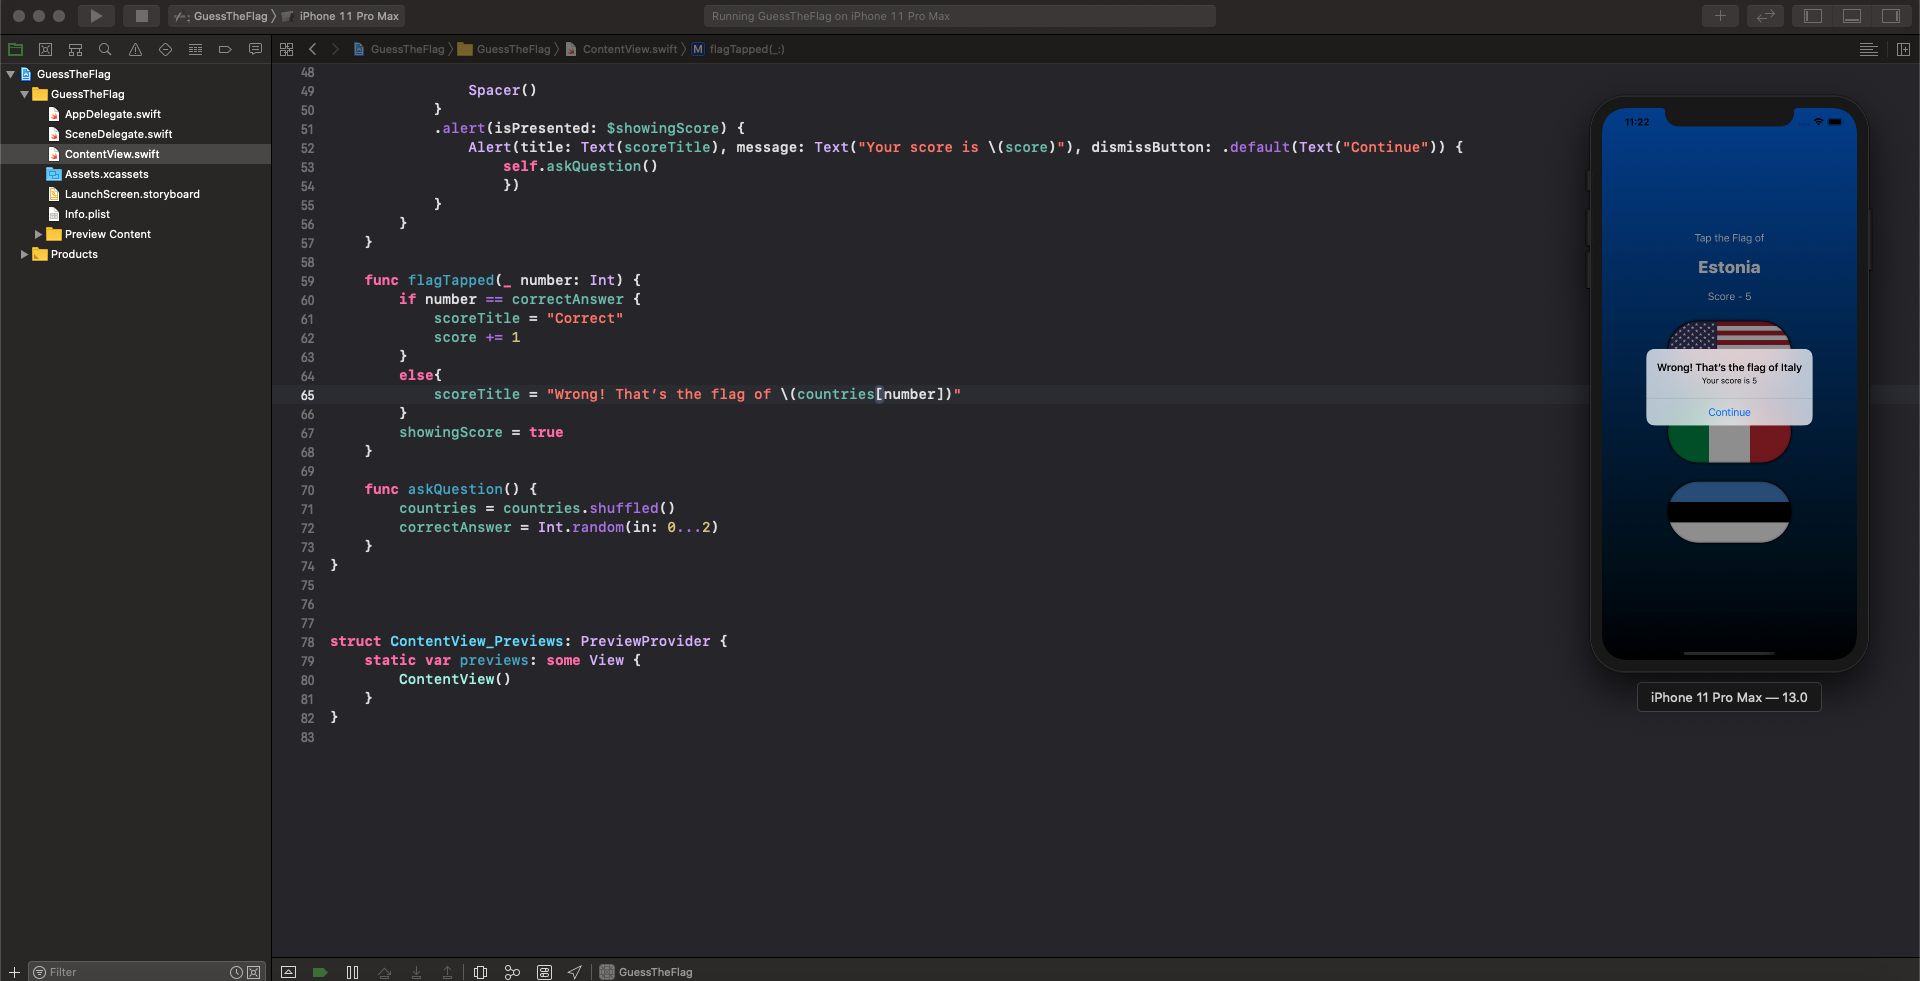 GuessTheFlag
iPhone 11 Pro Max
Running GuessTheFlag on iPhone 11 Pro Max
GuessTheFlag
GuessTheFlag
AppDelegate.swift
SceneDelegate.swift
ContentView.swift
Assets.xcassets
LaunchScreen.storyboard
Info.plist
Preview Content
Products
Filter
GuessTheFlag
GuessTheFlag
ContentView.swift
M flagTapped(_:)
48
49 Spacer()
50 }
51 .alert(isPresented: $showingScore) {
52 Alert(title: Text(scoreTitle), message: Text("Your score is \(score)"), dismissButton: .default(Text("Continue")) {
53 self.askQuestion()
54 })
55 }
56 }
57 }
58
59 func flagTapped(_ number: Int) {
60 if number == correctAnswer {
61 scoreTitle = "Correct"
62 score += 1
63 }
64 else{
65 scoreTitle = "Wrong! That's the flag of \(countries[number])"
66 }
67 showingScore = true
68 }
69
70 func askQuestion() {
71 countries = countries.shuffled()
72 correctAnswer = Int.random(in: 0...2)
73 }
74 }
75
76
77
78 struct ContentView_Previews: PreviewProvider {
79 static var previews: some View {
80 ContentView()
81 }
82 }
83
11:22
Tap the Flag of
Estonia
Score - 5
Wrong! That's the flag of Italy
Your score is 5
Continue
iPhone 11 Pro Max — 13.0
GuessTheFlag